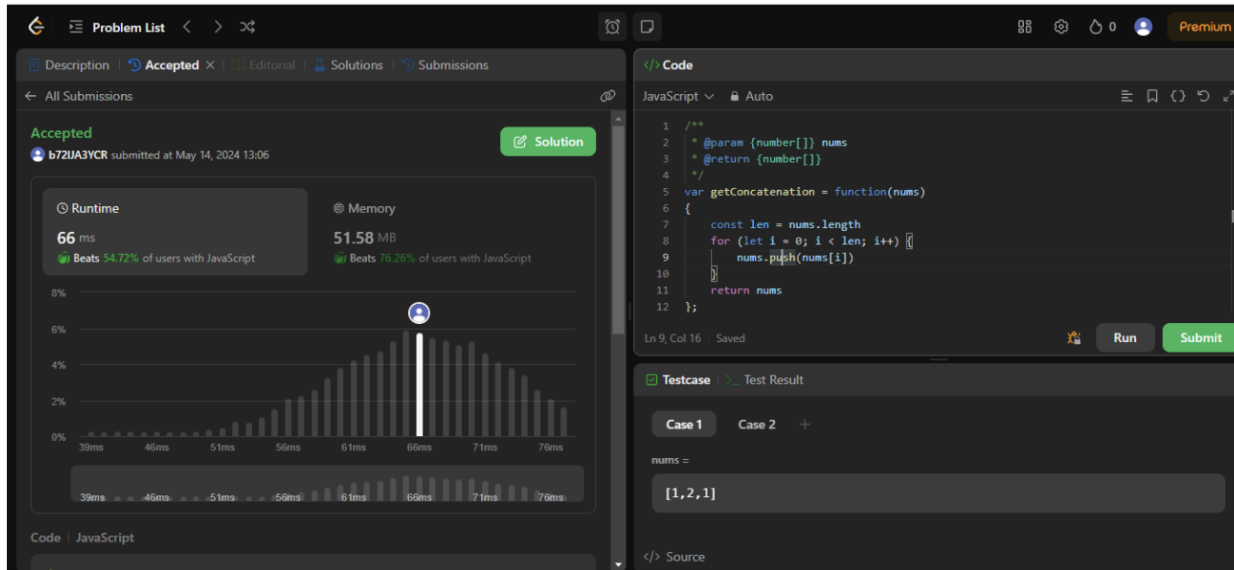 Problem List
0
Premium
Description
Accepted
Editorial
Solutions
Submissions
All Submissions
Accepted
b72IJA3YCR submitted at May 14, 2024 13:06
Solution
Runtime
66 ms
Beats 54.72% of users with JavaScript
Memory
51.58 MB
Beats 76.26% of users with JavaScript
8%
6%
4%
2%
0%
39ms 46ms 51ms 56ms 61ms 66ms 71ms 76ms
39ms 46ms 51ms 56ms 61ms 66ms 71ms 76ms
Code | JavaScript
</> Code
JavaScript Auto
1 /**
2 * @param {number[]} nums
3 * @return {number[]}
4 */
5 var getConcatenation = function(nums)
6 {
7 const len = nums.length
8 for (let i = 0; i < len; i++) {
9 nums.push(nums[i])
10 }
11 return nums
12 };
Ln 9, Col 16 | Saved
Run
Submit
Testcase
>_ Test Result
Case 1
Case 2
+
nums =
[1,2,1]
</> Source